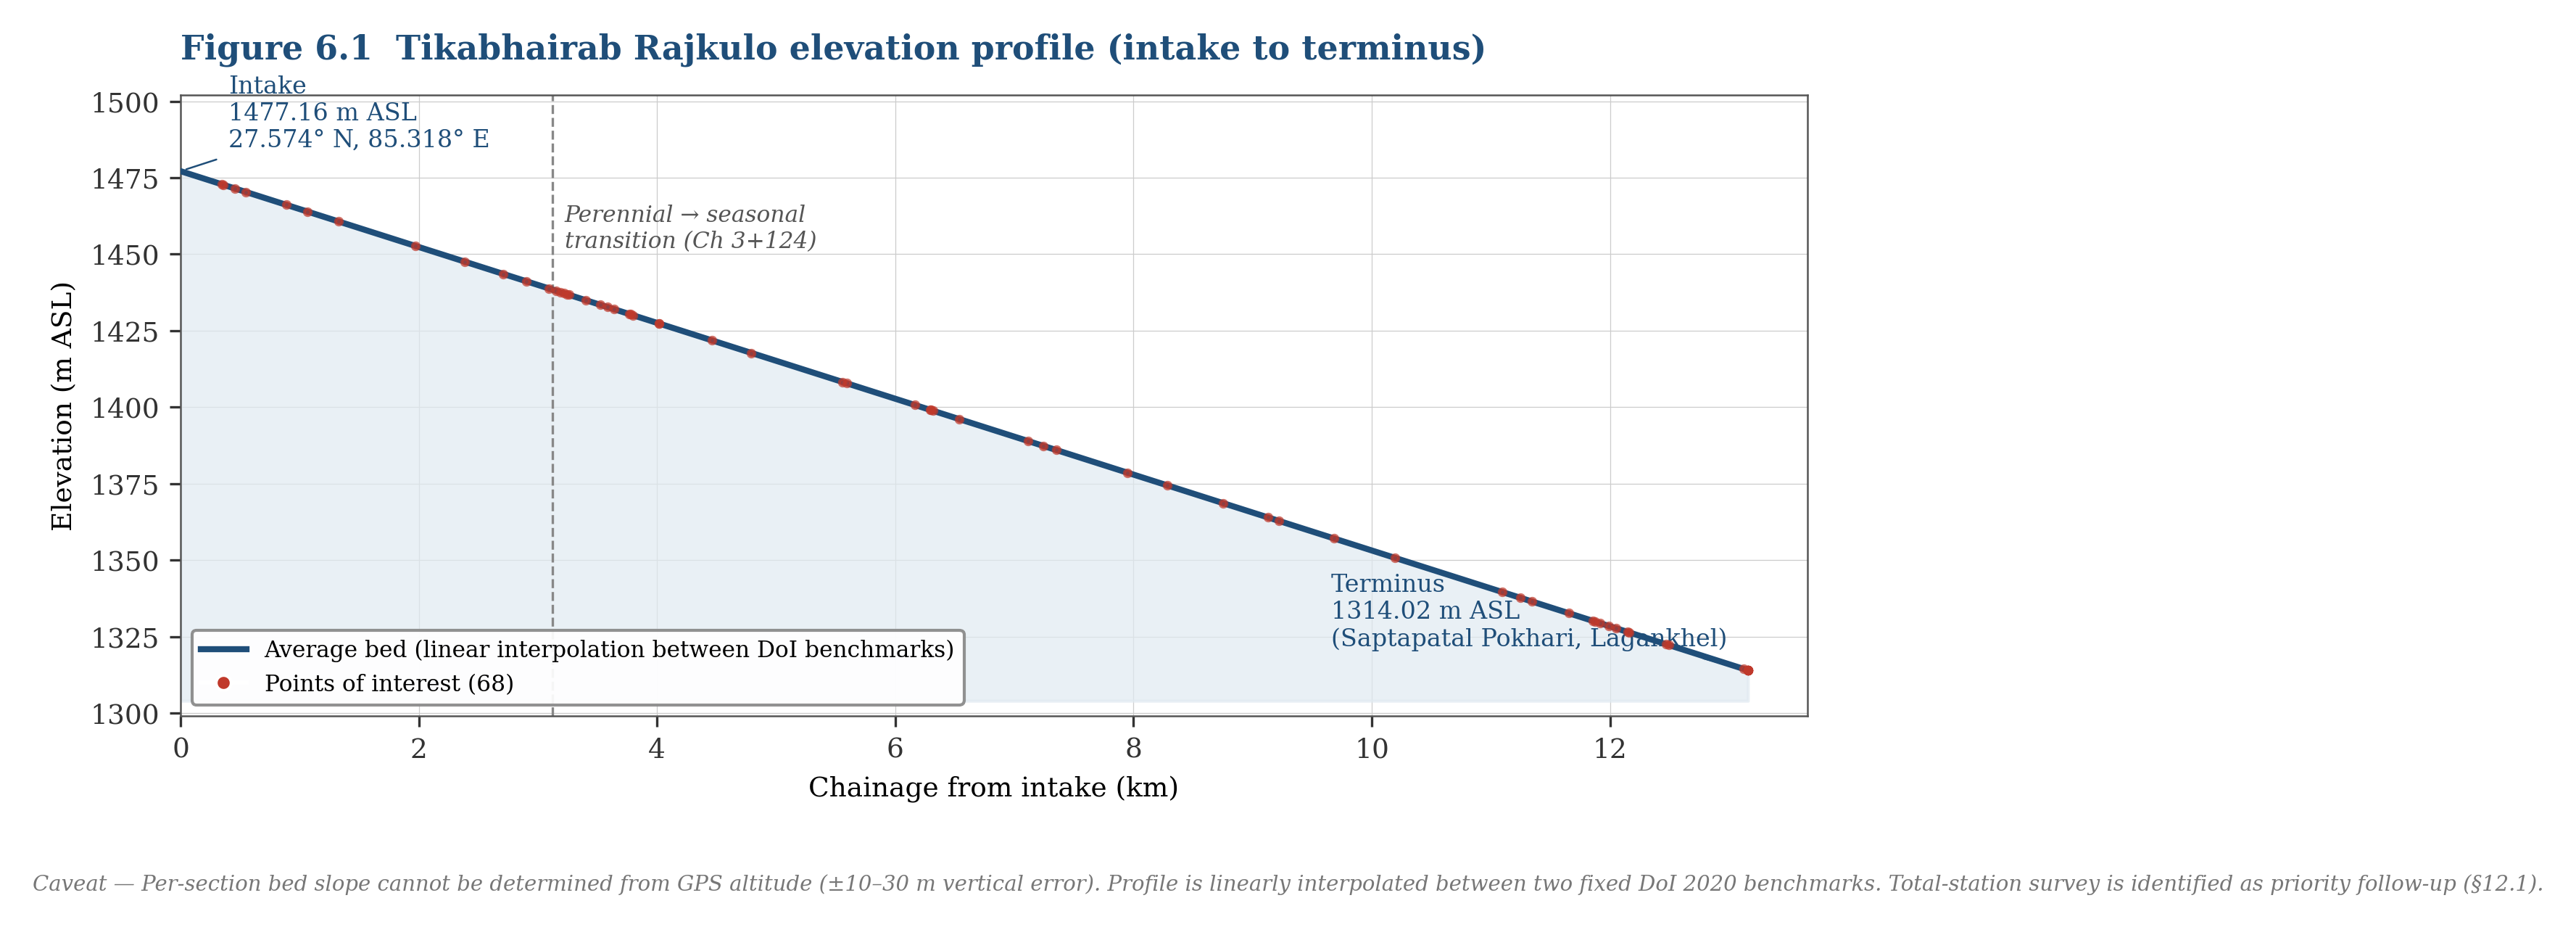 Figure 6.1  Tikabhairab Rajkulo elevation profile (intake to terminus)
Intake
1477.16 m ASL
27.574° N, 85.318° E
Perennial → seasonal
transition (Ch 3+124)
Elevation (m ASL)
1500
1475
1450
1425
1400
1375
1350
1325
1300
Terminus
1314.02 m ASL
(Saptapatal Pokhari, Lagankhel)
Average bed (linear interpolation between DoI benchmarks)
Points of interest (68)
0 2 4 6 8 10 12
Chainage from intake (km)
Caveat — Per-section bed slope cannot be determined from GPS altitude (±10–30 m vertical error). Profile is linearly interpolated between two fixed DoI 2020 benchmarks. Total-station survey is identified as priority follow-up (§12.1).